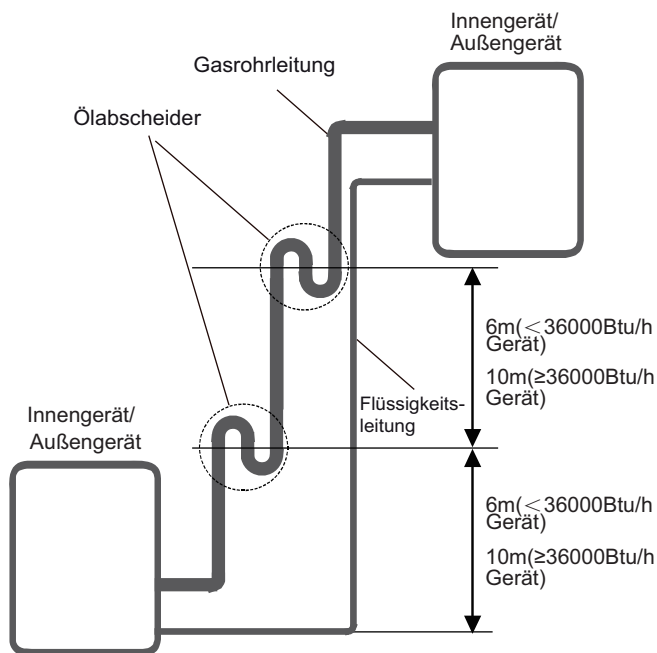 Innengerät/
Außengerät
Gasrohrleitung
Ölabscheider
6m(<36000Btu/h
Gerät)
10m(≥36000Btu/h
Gerät)
Flüssigkeits-
leitung
Innengerät/
Außengerät
6m(<36000Btu/h
Gerät)
10m(≥36000Btu/h
Gerät)